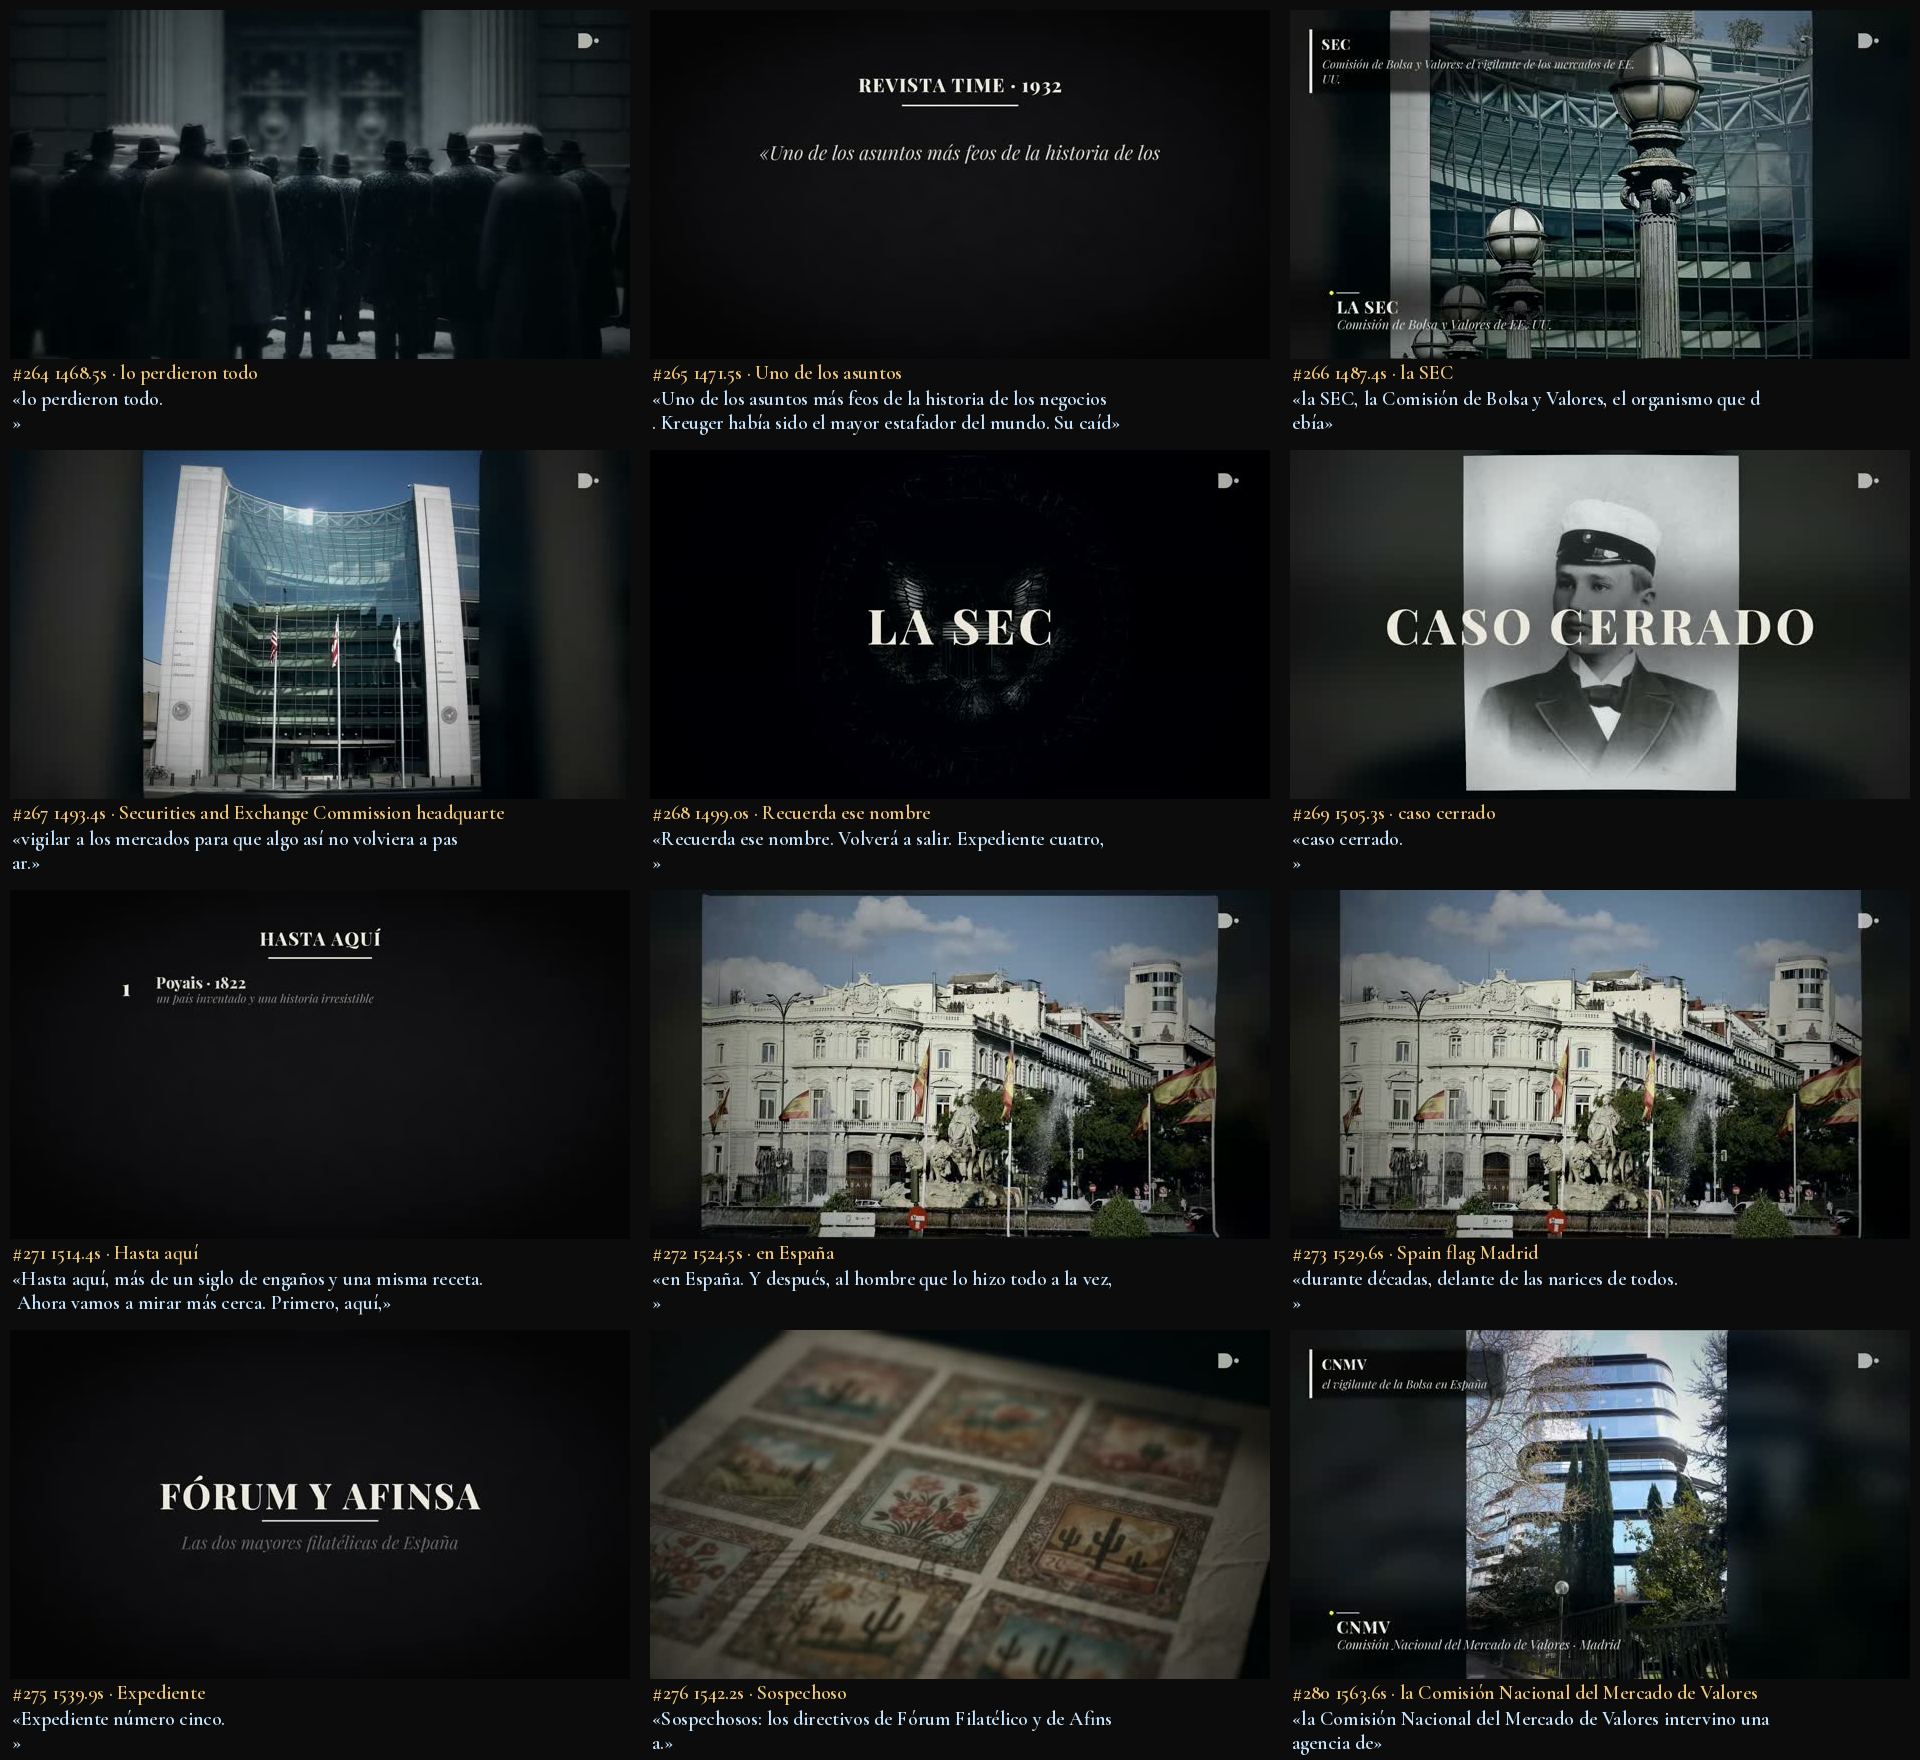 REVISTA TIME · 1932
«Uno de los asuntos más feos de la historia de los
SEC
Comisión de Bolsa y Valores: el vigilante de los mercados de EE.
UU.
LA SEC
Comisión de Bolsa y Valores de EE. UU.
#264 1468.5s · lo perdieron todo
«lo perdieron todo.
»
#265 1471.5s · Uno de los asuntos
«Uno de los asuntos más feos de la historia de los negocios
. Kreuger había sido el mayor estafador del mundo. Su caíd»
#266 1487.4s · la SEC
«la SEC, la Comisión de Bolsa y Valores, el organismo que d
ebía»
LA SEC
CASO CERRADO
#267 1493.4s · Securities and Exchange Commission headquarte
«vigilar a los mercados para que algo así no volviera a pas
ar.»
#268 1499.0s · Recuerda ese nombre
«Recuerda ese nombre. Volverá a salir. Expediente cuatro,
»
#269 1505.3s · caso cerrado
«caso cerrado.
»
HASTA AQUÍ
1 Poyais · 1822
un país inventado y una historia irresistible
#271 1514.4s · Hasta aquí
«Hasta aquí, más de un siglo de engaños y una misma receta.
Ahora vamos a mirar más cerca. Primero, aquí,»
#272 1524.5s · en España
«en España. Y después, al hombre que lo hizo todo a la vez,
»
#273 1529.6s · Spain flag Madrid
«durante décadas, delante de las narices de todos.
»
FÓRUM Y AFINSA
Las dos mayores filatélicas de España
CNMV
el vigilante de la Bolsa en España
CNMV
Comisión Nacional del Mercado de Valores · Madrid
#275 1539.9s · Expediente
«Expediente número cinco.
»
#276 1542.2s · Sospechoso
«Sospechosos: los directivos de Fórum Filatélico y de Afins
a.»
#280 1563.6s · la Comisión Nacional del Mercado de Valores
«la Comisión Nacional del Mercado de Valores intervino una
agencia de»